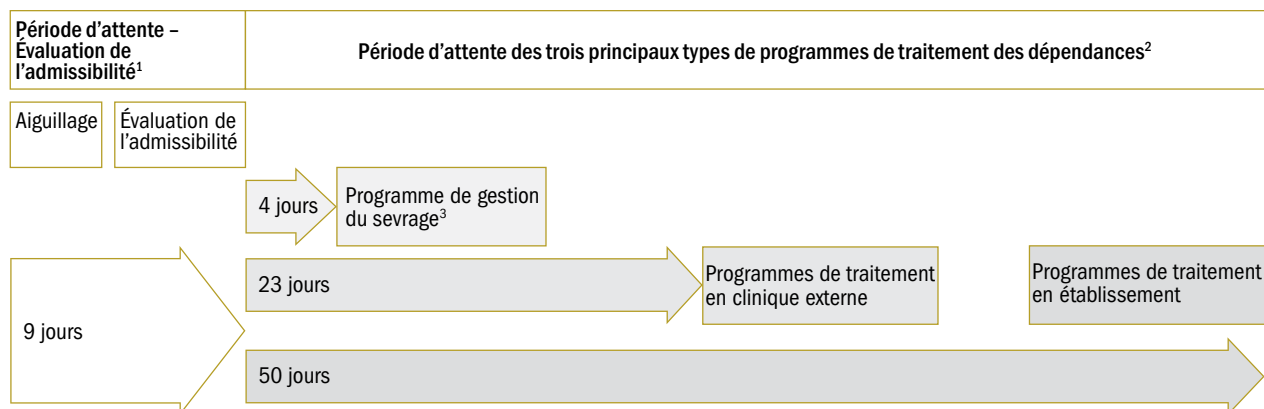 Période d'attente –
Évaluation de
l'admissibilité¹
Période d'attente des trois principaux types de programmes de traitement des dépendances²
Aiguillage
Évaluation de
l'admissibilité
4 jours
Programme de gestion
du sevrage³
23 jours
Programmes de traitement
en clinique externe
Programmes de traitement
en établissement
9 jours
50 jours